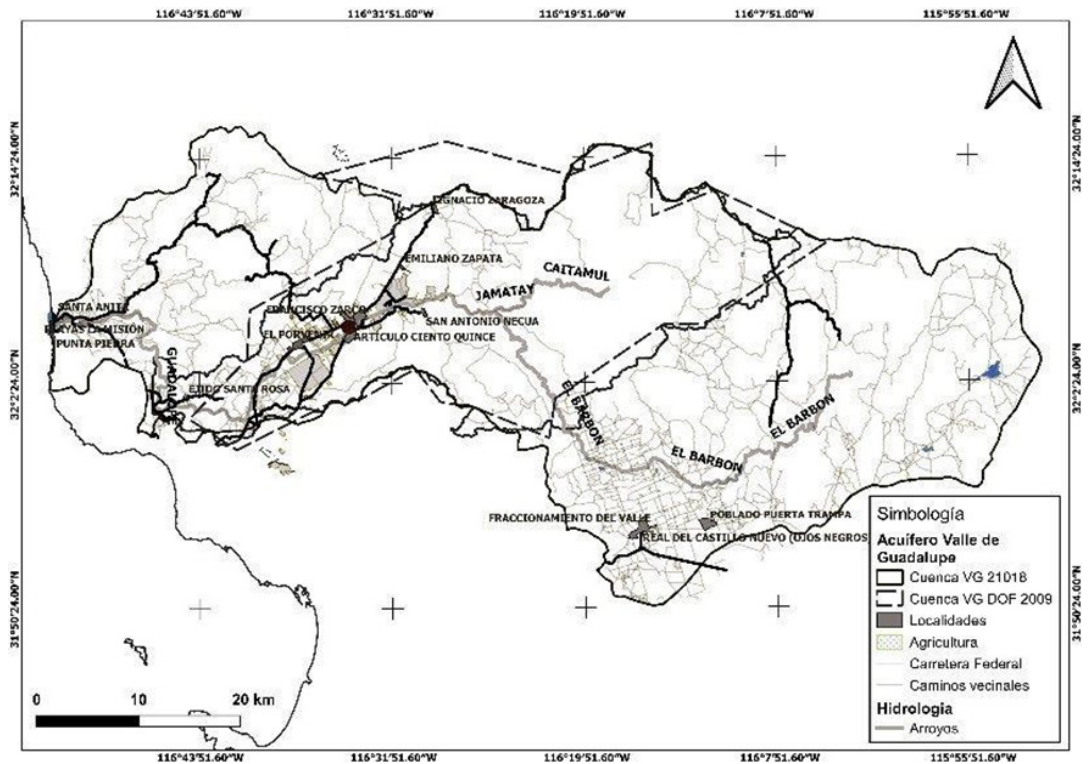 116°43'51.60"W 116°31'51.60"W 116°19'51.60"W 116°7'51.60"W 115°55'51.60"W
32°14'24.00"N
32°14'24.00"N
IGNACIO ZARAGOZA
EMILIANO ZAPATA
CAITAMUL
JAMATAY
SANTA ANITA
FRANCISCO ZARCO
SAN ANTONIO NECUA
PLAYAS LA MISIÓN
EL PORVENIR
ARTÍCULO CIENTO QUINCE
PUNTA PIEDRA
GUADALUPE
32°2'24.00"N
32°2'24.00"N
EJIDO SANTA ROSA
EL BARBON
EL BARBON
EL BARBON
FRACCIONAMIENTO DEL VALLE
POBLADO PUERTA TRAMPA
REAL DEL CASTILLO NUEVO (OJOS NEGROS)
31°50'24.00"N
31°50'24.00"N
Simbología
Acuífero Valle de
Guadalupe
Cuenca VG 21018
Cuenca VG DOF 2009
Localidades
Agricultura
Carretera Federal
Caminos vecinales
Hidrologia
Arroyos
0 10 20 km
116°43'51.60"W 116°31'51.60"W 116°19'51.60"W 116°7'51.60"W 115°55'51.60"W